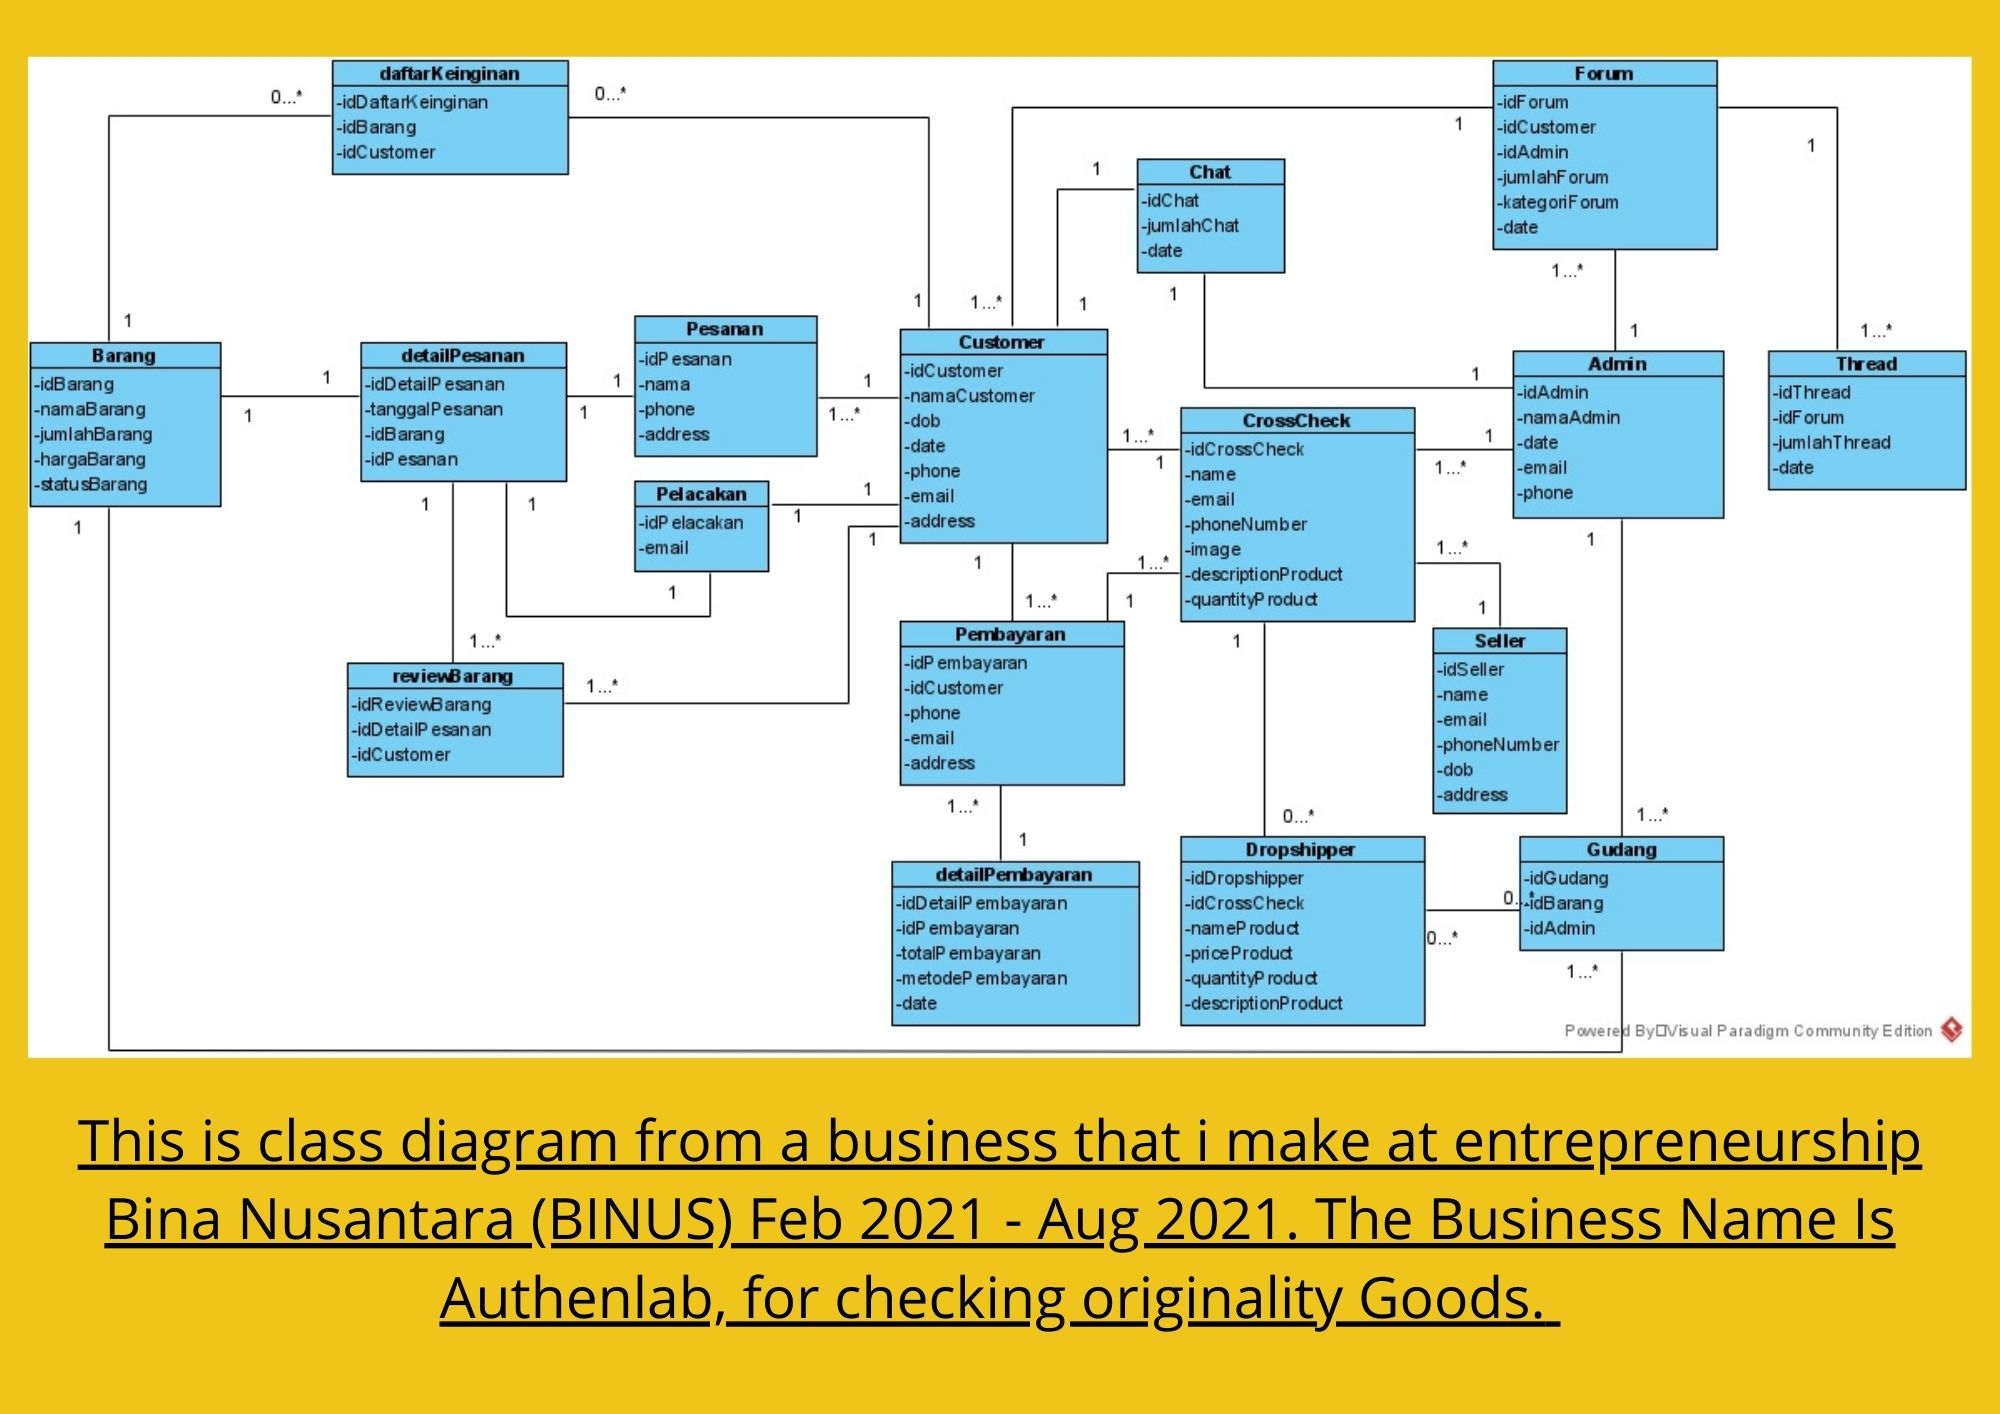 daftarKeinginan
-idDaftarKeinginan
-idBarang
-idCustomer
0...*
0...*
1
1
Forum
-idForum
-idCustomer
-idAdmin
-jumlahForum
-kategoriForum
-date
1
1
1...*
1...*
1
1...*
Chat
-idChat
-jumlahChat
-date
1
1
1
1
Barang
-idBarang
-namaBarang
-jumlahBarang
-hargaBarang
-statusBarang
1
1
1
detailPesanan
-idDetailPesanan
-tanggalPesanan
-idBarang
-idPesanan
1
1
1
1
Pesanan
-idPesanan
-nama
-phone
-address
1
1...*
Pelacakan
-idPelacakan
-email
1
1
1
Customer
-idCustomer
-namaCustomer
-dob
-date
-phone
-email
-address
1
1
1...*
1...*
1
CrossCheck
-idCrossCheck
-name
-email
-phoneNumber
-image
-descriptionProduct
-quantityProduct
1
1...*
1...*
1
1...*
1
1
0...*
Admin
-idAdmin
-namaAdmin
-date
-email
-phone
1
1...*
Thread
-idThread
-idForum
-jumlahThread
-date
reviewBarang
-idReviewBarang
-idDetailPesanan
-idCustomer
1...*
1...*
Pembayaran
-idPembayaran
-idCustomer
-phone
-email
-address
1...*
1
Seller
-idSeller
-name
-email
-phoneNumber
-dob
-address
detailPembayaran
-idDetailPembayaran
-idPembayaran
-totalPembayaran
-metodePembayaran
-date
Dropshipper
-idDropshipper
-idCrossCheck
-nameProduct
-priceProduct
-quantityProduct
-descriptionProduct
0...*
Gudang
-idGudang
-idBarang
-idAdmin
1...*
Powered By Visual Paradigm Community Edition
This is class diagram from a business that i make at entrepreneurship
Bina Nusantara (BINUS) Feb 2021 - Aug 2021. The Business Name Is
Authenlab, for checking originality Goods.